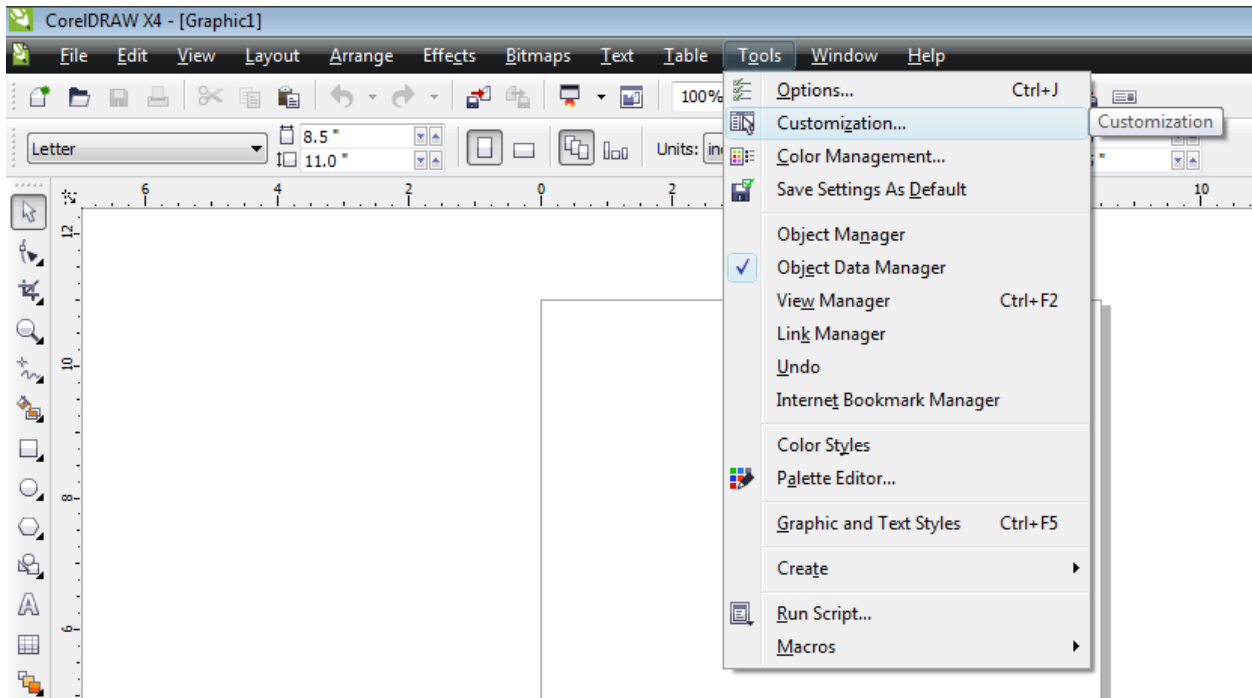 CorelDRAW X4 - [Graphic1]
File Edit View Layout Arrange Effects Bitmaps Text Table Tools Window Help
100%
Letter
8.5 "
11.0 "
Units:
"
6 4 2 0 2 10
12
10
8
6
Options... Ctrl+J
Customization...
Customization
Color Management...
Save Settings As Default
Object Manager
Object Data Manager
View Manager Ctrl+F2
Link Manager
Undo
Internet Bookmark Manager
Color Styles
Palette Editor...
Graphic and Text Styles Ctrl+F5
Create
Run Script...
Macros